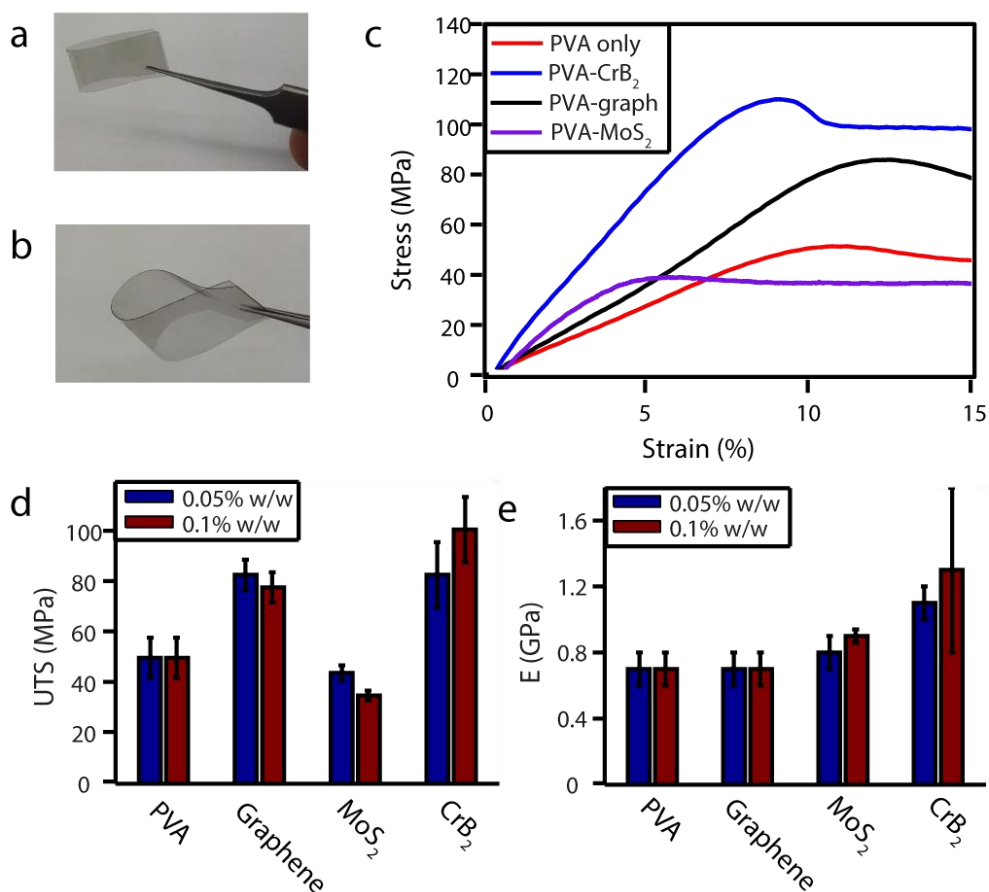 a
b
c
PVA only
PVA-CrB₂
PVA-graph
PVA-MoS₂
Stress (MPa)
140
120
100
80
60
40
20
0
0 5 10 15
Strain (%)
d
0.05% w/w
0.1% w/w
UTS (MPa)
100
80
60
40
20
0
PVA Graphene MoS₂ CrB₂
e
0.05% w/w
0.1% w/w
E (GPa)
1.6
1.2
0.8
0.4
0
PVA Graphene MoS₂ CrB₂